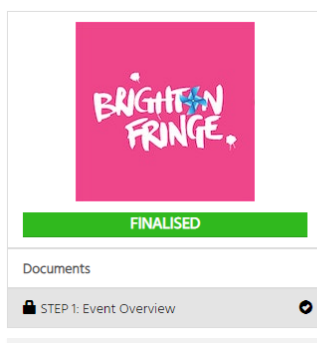 BRIGHTON
FRINGE.
FINALISED
Documents
STEP 1: Event Overview